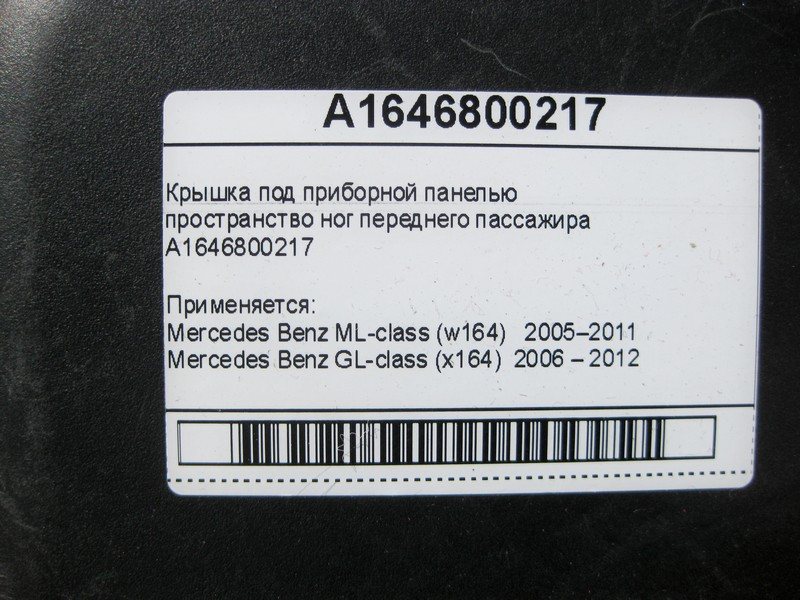 A1646800217
Крышка под приборной панелью
пространство ног переднего пассажира
A1646800217
Применяется:
Mercedes Benz ML-class (w164) 2005–2011
Mercedes Benz GL-class (x164) 2006 – 2012